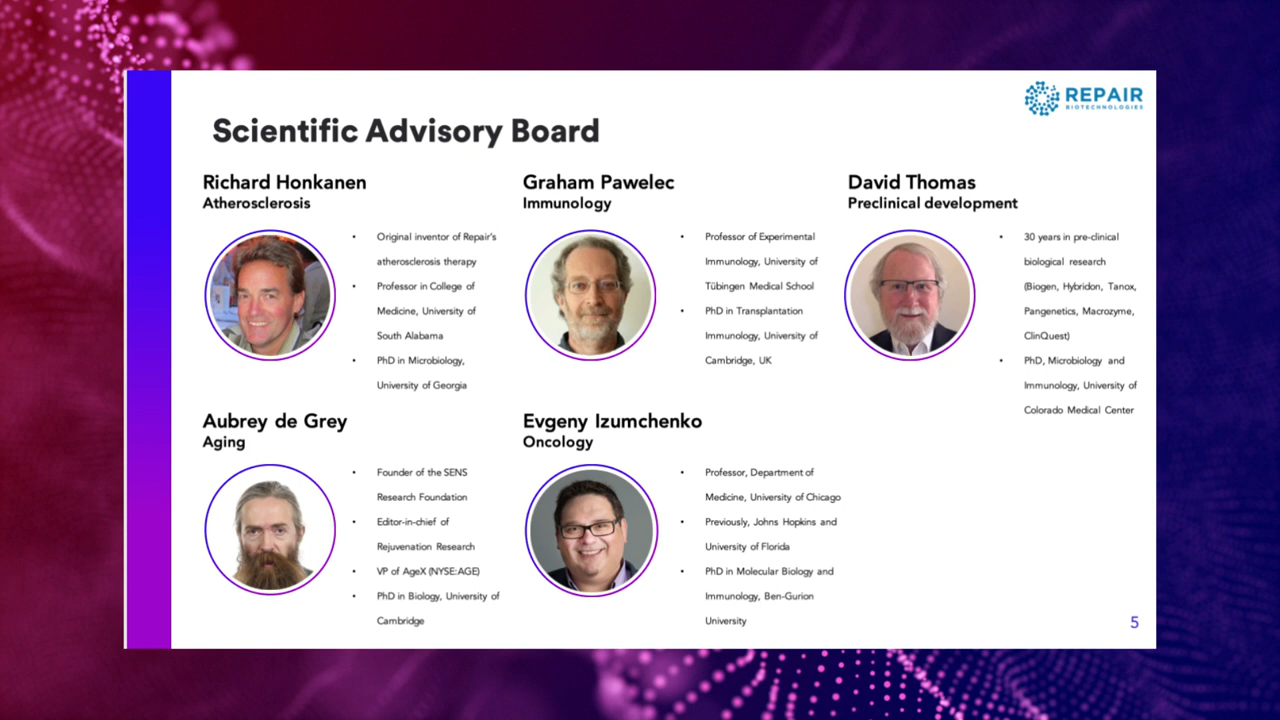 REPAIR
BIOTECHNOLOGIES
Scientific Advisory Board
Richard Honkanen
Atherosclerosis
• Original inventor of Repair's
atherosclerosis therapy
• Professor in College of
Medicine, University of
South Alabama
• PhD in Microbiology,
University of Georgia
Graham Pawelec
Immunology
• Professor of Experimental
Immunology, University of
Tübingen Medical School
• PhD in Transplantation
Immunology, University of
Cambridge, UK
David Thomas
Preclinical development
• 30 years in pre-clinical
biological research
(Biogen, Hybridon, Tanox,
Pangenetics, Macrozyme,
ClinQuest)
• PhD, Microbiology and
Immunology, University of
Colorado Medical Center
Aubrey de Grey
Aging
• Founder of the SENS
Research Foundation
• Editor-in-chief of
Rejuvenation Research
• VP of AgeX (NYSE:AGE)
• PhD in Biology, University of
Cambridge
Evgeny Izumchenko
Oncology
• Professor, Department of
Medicine, University of Chicago
• Previously, Johns Hopkins and
University of Florida
• PhD in Molecular Biology and
Immunology, Ben-Gurion
University
5